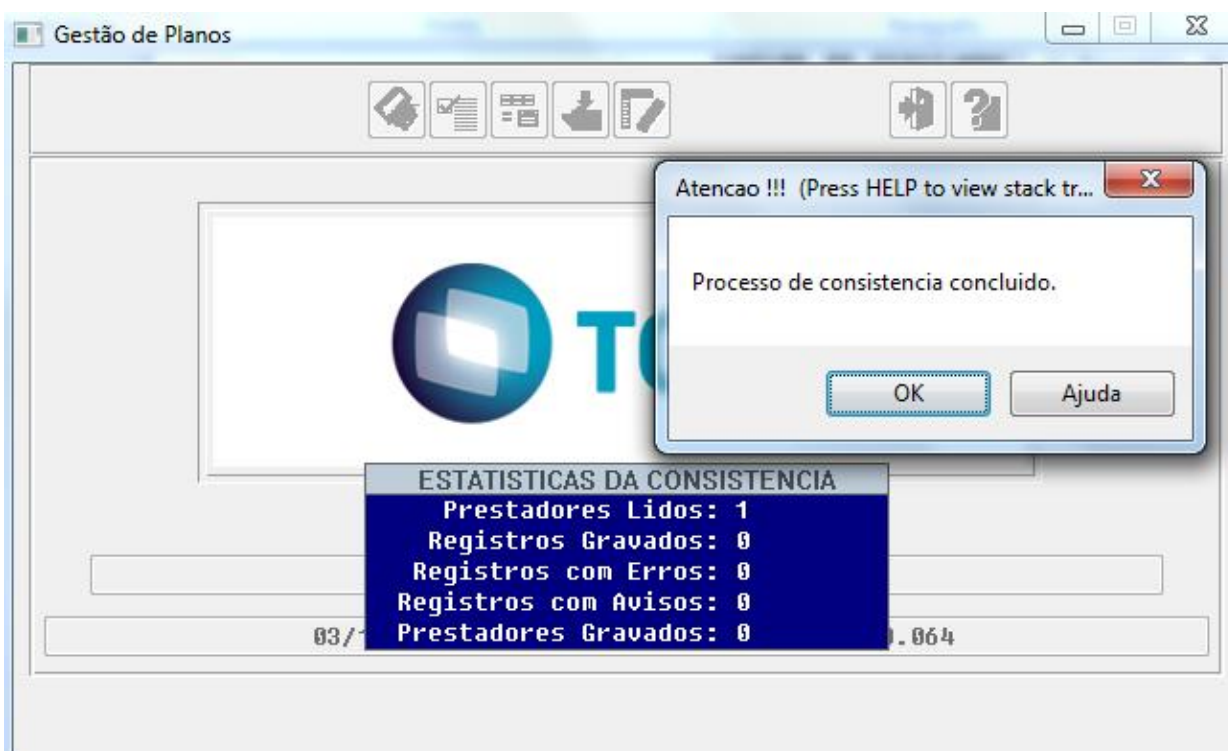 Gestão de Planos
Atencao !!! (Press HELP to view stack tr...
Processo de consistencia concluido.
OK
Ajuda
ESTATISTICAS DA CONSISTENCIA
Prestadores Lidos: 1
Registros Gravados: 0
Registros com Erros: 0
Registros com Avisos: 0
Prestadores Gravados: 0
03/
.064